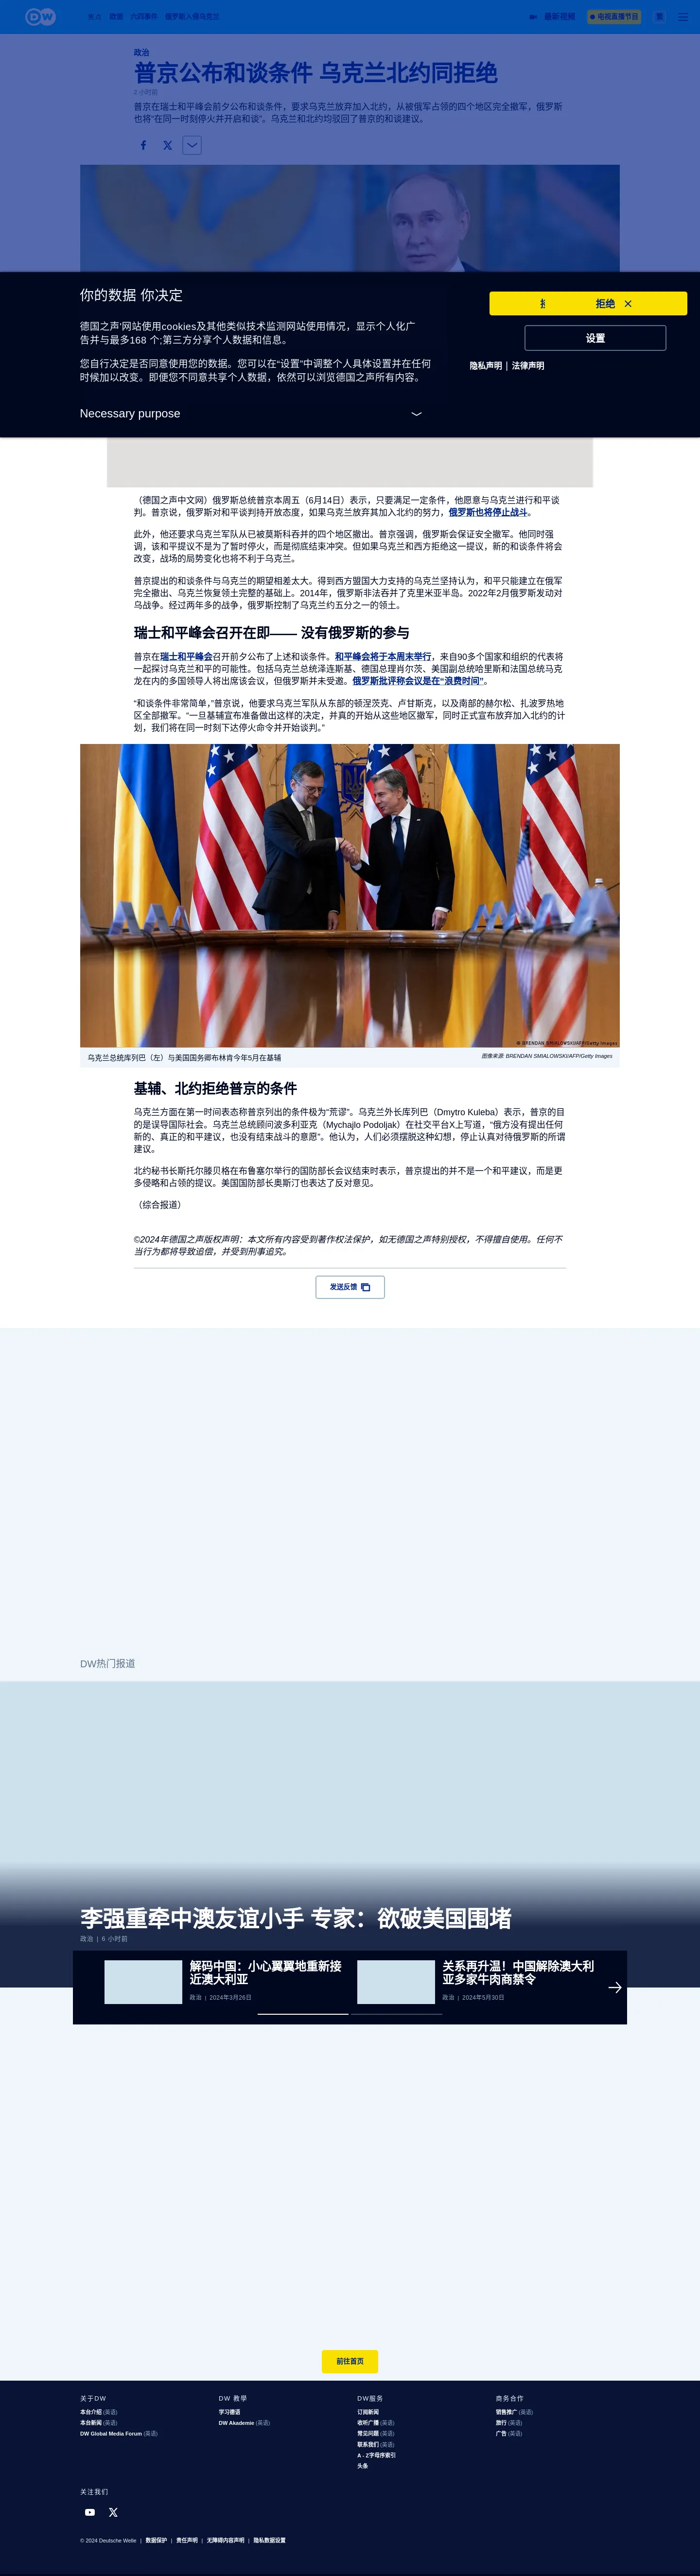 DW
焦点 德国 六四事件 俄罗斯入侵乌克兰
最新视频
电视直播节目
繁
政治
普京公布和谈条件 乌克兰北约同拒绝
2 小时前
普京在瑞士和平峰会前夕公布和谈条件，要求乌克兰放弃加入北约，从被俄军占领的四个地区完全撤军，俄罗斯
也将“在同一时刻停火并开启和谈”。乌克兰和北约均驳回了普京的和谈建议。
你的数据 你决定
拒绝
德国之声'网站使用cookies及其他类似技术监测网站使用情况，显示个人化广
告并与最多168 个;第三方分享个人数据和信息。
设置
您自行决定是否同意使用您的数据。您可以在“设置”中调整个人具体设置并在任何
时候加以改变。即便您不同意共享个人数据，依然可以浏览德国之声所有内容。
隐私声明 | 法律声明
Necessary purpose
（德国之声中文网）俄罗斯总统普京本周五（6月14日）表示，只要满足一定条件，他愿意与乌克兰进行和平谈
判。普京说，俄罗斯对和平谈判持开放态度，如果乌克兰放弃其加入北约的努力，俄罗斯也将停止战斗。
此外，他还要求乌克兰军队从已被莫斯科吞并的四个地区撤出。普京强调，俄罗斯会保证安全撤军。他同时强
调，该和平提议不是为了暂时停火，而是彻底结束冲突。但如果乌克兰和西方拒绝这一提议，新的和谈条件将会
改变，战场的局势变化也将不利于乌克兰。
普京提出的和谈条件与乌克兰的期望相差太大。得到西方盟国大力支持的乌克兰坚持认为，和平只能建立在俄军
完全撤出、乌克兰恢复领土完整的基础上。2014年，俄罗斯非法吞并了克里米亚半岛。2022年2月俄罗斯发动对
乌战争。经过两年多的战争，俄罗斯控制了乌克兰约五分之一的领土。
瑞士和平峰会召开在即—— 没有俄罗斯的参与
普京在瑞士和平峰会召开前夕公布了上述和谈条件。和平峰会将于本周末举行，来自90多个国家和组织的代表将
一起探讨乌克兰和平的可能性。包括乌克兰总统泽连斯基、德国总理肖尔茨、美国副总统哈里斯和法国总统马克
龙在内的多国领导人将出席该会议，但俄罗斯并未受邀。俄罗斯批评称会议是在“浪费时间”。
“和谈条件非常简单，”普京说，他要求乌克兰军队从东部的顿涅茨克、卢甘斯克，以及南部的赫尔松、扎波罗热地
区全部撤军。“一旦基辅宣布准备做出这样的决定，并真的开始从这些地区撤军，同时正式宣布放弃加入北约的计
划，我们将在同一时刻下达停火命令并开始谈判。”
© BRENDAN SMIALOWSKI/AFP/Getty Images
乌克兰总统库列巴（左）与美国国务卿布林肯今年5月在基辅
图像来源: BRENDAN SMIALOWSKI/AFP/Getty Images
基辅、北约拒绝普京的条件
乌克兰方面在第一时间表态称普京列出的条件极为“荒谬”。乌克兰外长库列巴（Dmytro Kuleba）表示，普京的目
的是误导国际社会。乌克兰总统顾问波多利亚克（Mychajlo Podoljak）在社交平台X上写道，“俄方没有提出任何
新的、真正的和平建议，也没有结束战斗的意愿”。他认为，人们必须摆脱这种幻想，停止认真对待俄罗斯的所谓
建议。
北约秘书长斯托尔滕贝格在布鲁塞尔举行的国防部长会议结束时表示，普京提出的并不是一个和平建议，而是更
多侵略和占领的提议。美国国防部长奥斯汀也表达了反对意见。
（综合报道）
©2024年德国之声版权声明：本文所有内容受到著作权法保护，如无德国之声特别授权，不得擅自使用。任何不
当行为都将导致追偿，并受到刑事追究。
发送反馈
DW热门报道
李强重牵中澳友谊小手 专家：欲破美国围堵
政治 | 6 小时前
解码中国：小心翼翼地重新接
近澳大利亚
政治 | 2024年3月26日
关系再升温！中国解除澳大利
亚多家牛肉商禁令
政治 | 2024年5月30日
前往首页
关于DW
本台介绍 (英语)
本台新闻 (英语)
DW Global Media Forum (英语)
DW 教學
学习德语
DW Akademie (英语)
DW服务
订阅新闻
收听广播 (英语)
常见问题 (英语)
联系我们 (英语)
A - Z字母序索引
头条
商务合作
销售推广 (英语)
旅行 (英语)
广告 (英语)
关注我们
© 2024 Deutsche Welle | 数据保护 | 责任声明 | 无障碍内容声明 | 隐私数据设置